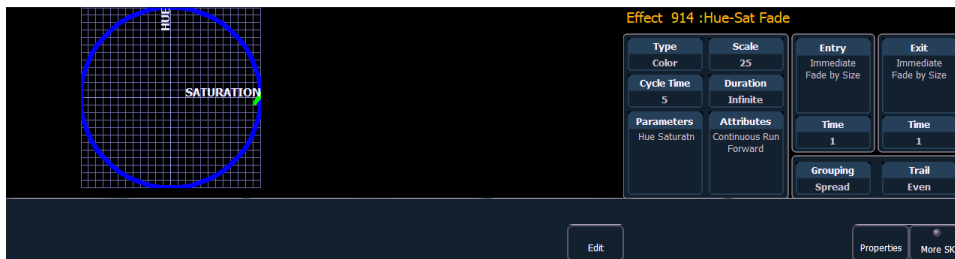 Effect 914 :Hue-Sat Fade
HUE
SATURATION
Type
Color
Scale
25
Cycle Time
5
Duration
Infinite
Parameters
Hue Saturatn
Attributes
Continuous Run
Forward
Entry
Immediate
Fade by Size
Time
1
Exit
Immediate
Fade by Size
Time
1
Grouping
Spread
Trail
Even
Edit
Properties
More SK